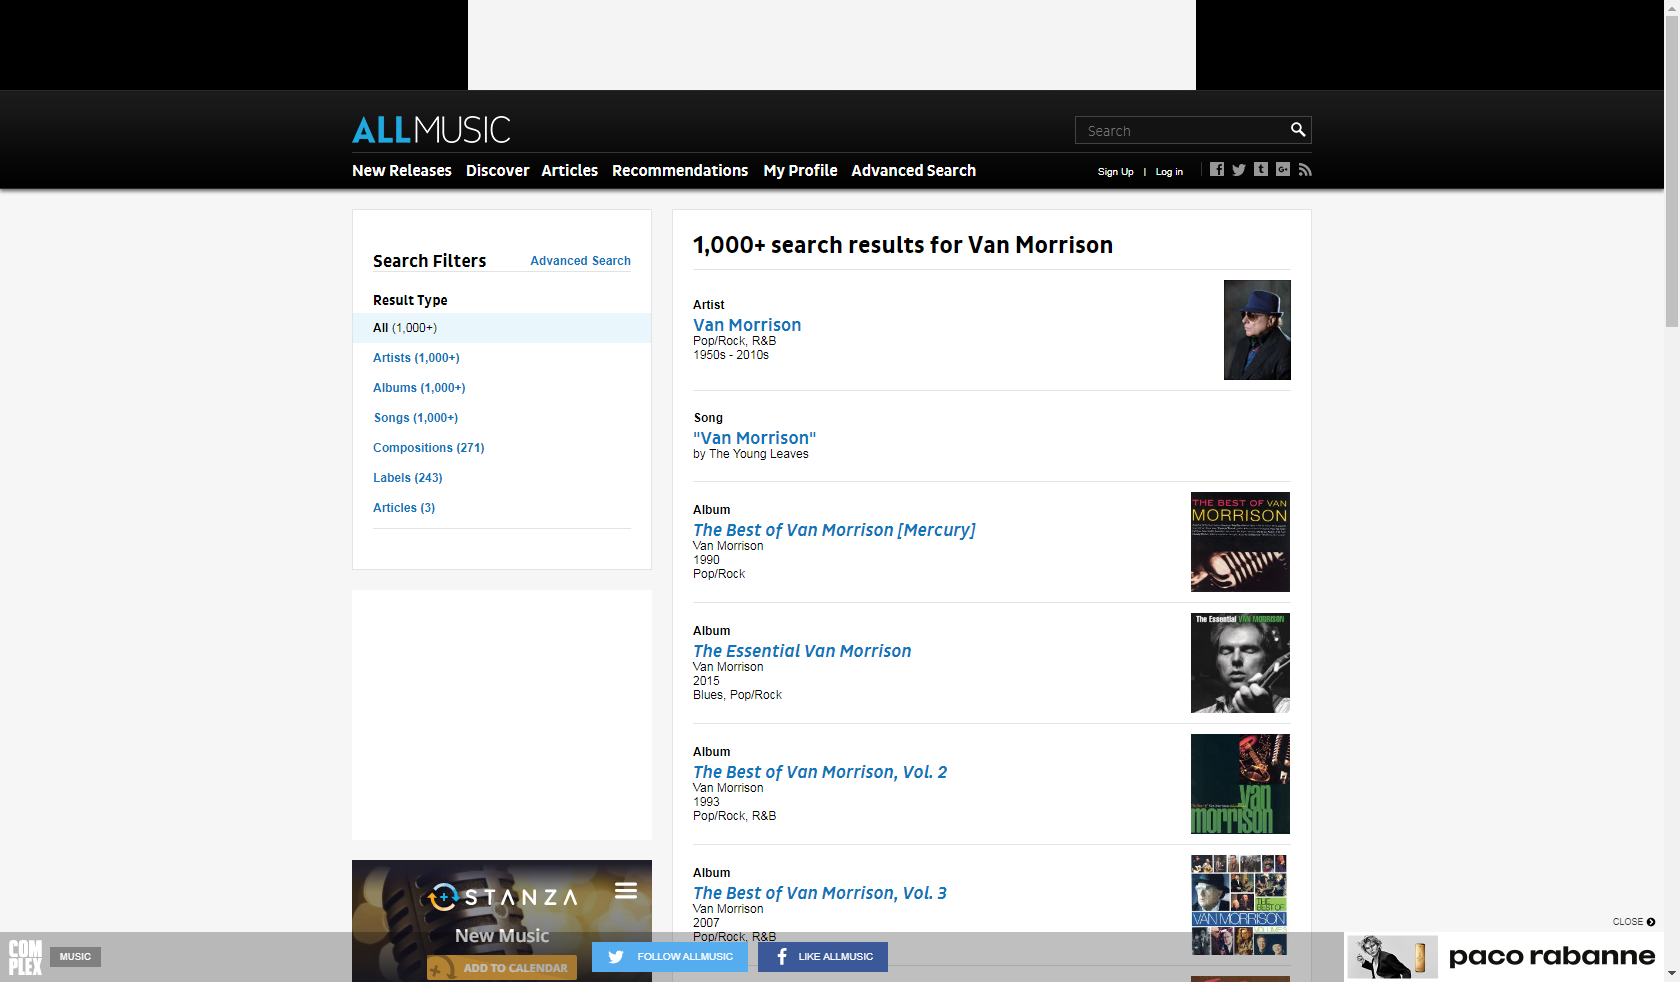 ALLMUSIC
Search
New Releases Discover Articles Recommendations My Profile Advanced Search
Sign Up | Log in
Search Filters Advanced Search
Result Type
All (1,000+)
Artists (1,000+)
Albums (1,000+)
Songs (1,000+)
Compositions (271)
Labels (243)
Articles (3)
STANZA
New Music
ADD TO CALENDAR
1,000+ search results for Van Morrison
Artist
Van Morrison
Pop/Rock, R&B
1950s - 2010s
Song
"Van Morrison"
by The Young Leaves
Album
The Best of Van Morrison [Mercury]
Van Morrison
1990
Pop/Rock
THE BEST OF VAN
MORRISON
Album
The Essential Van Morrison
Van Morrison
2015
Blues, Pop/Rock
The Essential VAN MORRISON
Album
The Best of Van Morrison, Vol. 2
Van Morrison
1993
Pop/Rock, R&B
van
morrison
Album
The Best of Van Morrison, Vol. 3
Van Morrison
2007
Pop/Rock, R&B
THE
BEST OF
VAN MORRISON
CLOSE
COM
PLEX
MUSIC
FOLLOW ALLMUSIC
LIKE ALLMUSIC
paco rabanne